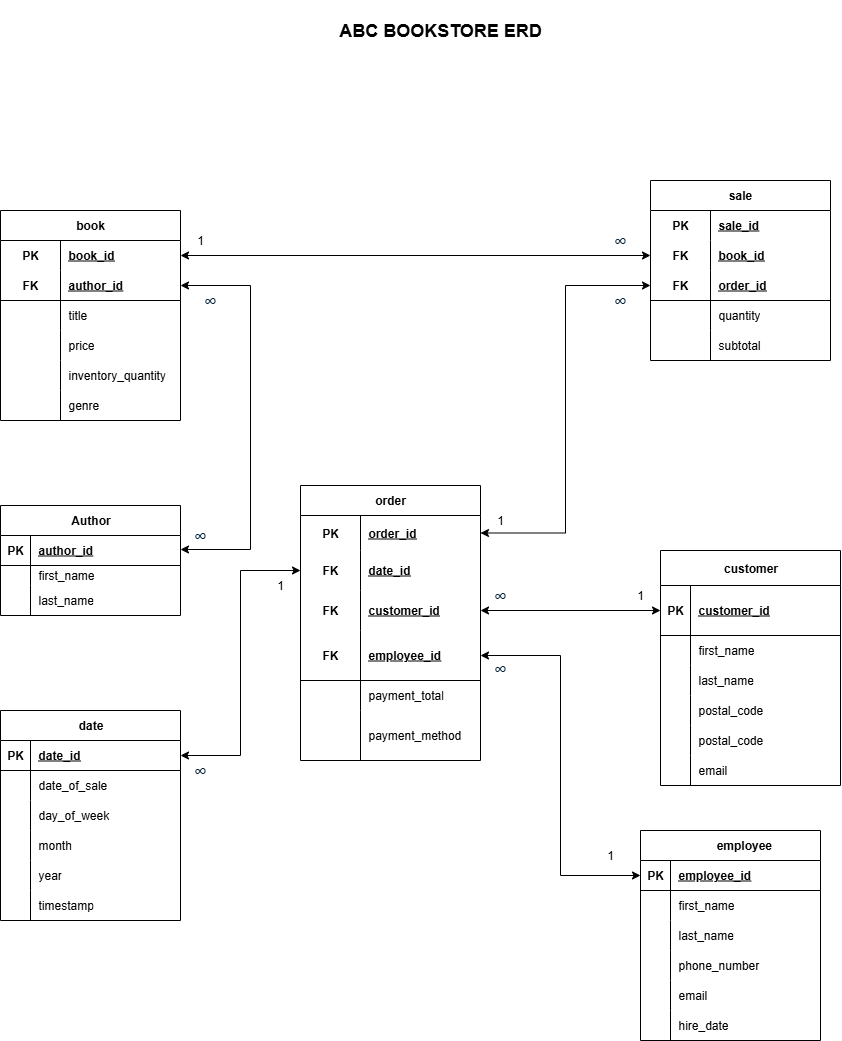 ABC BOOKSTORE ERD
book
PK book_id
FK author_id
title
price
inventory_quantity
genre
1
∞
∞
sale
PK sale_id
FK book_id
FK order_id
quantity
subtotal
∞
Author
PK author_id
first_name
last_name
∞
order
PK order_id
FK date_id
FK customer_id
FK employee_id
payment_total
payment_method
1
1
∞
1
∞
customer
PK customer_id
first_name
last_name
postal_code
postal_code
email
date
PK date_id
date_of_sale
day_of_week
month
year
timestamp
∞
1
employee
PK employee_id
first_name
last_name
phone_number
email
hire_date